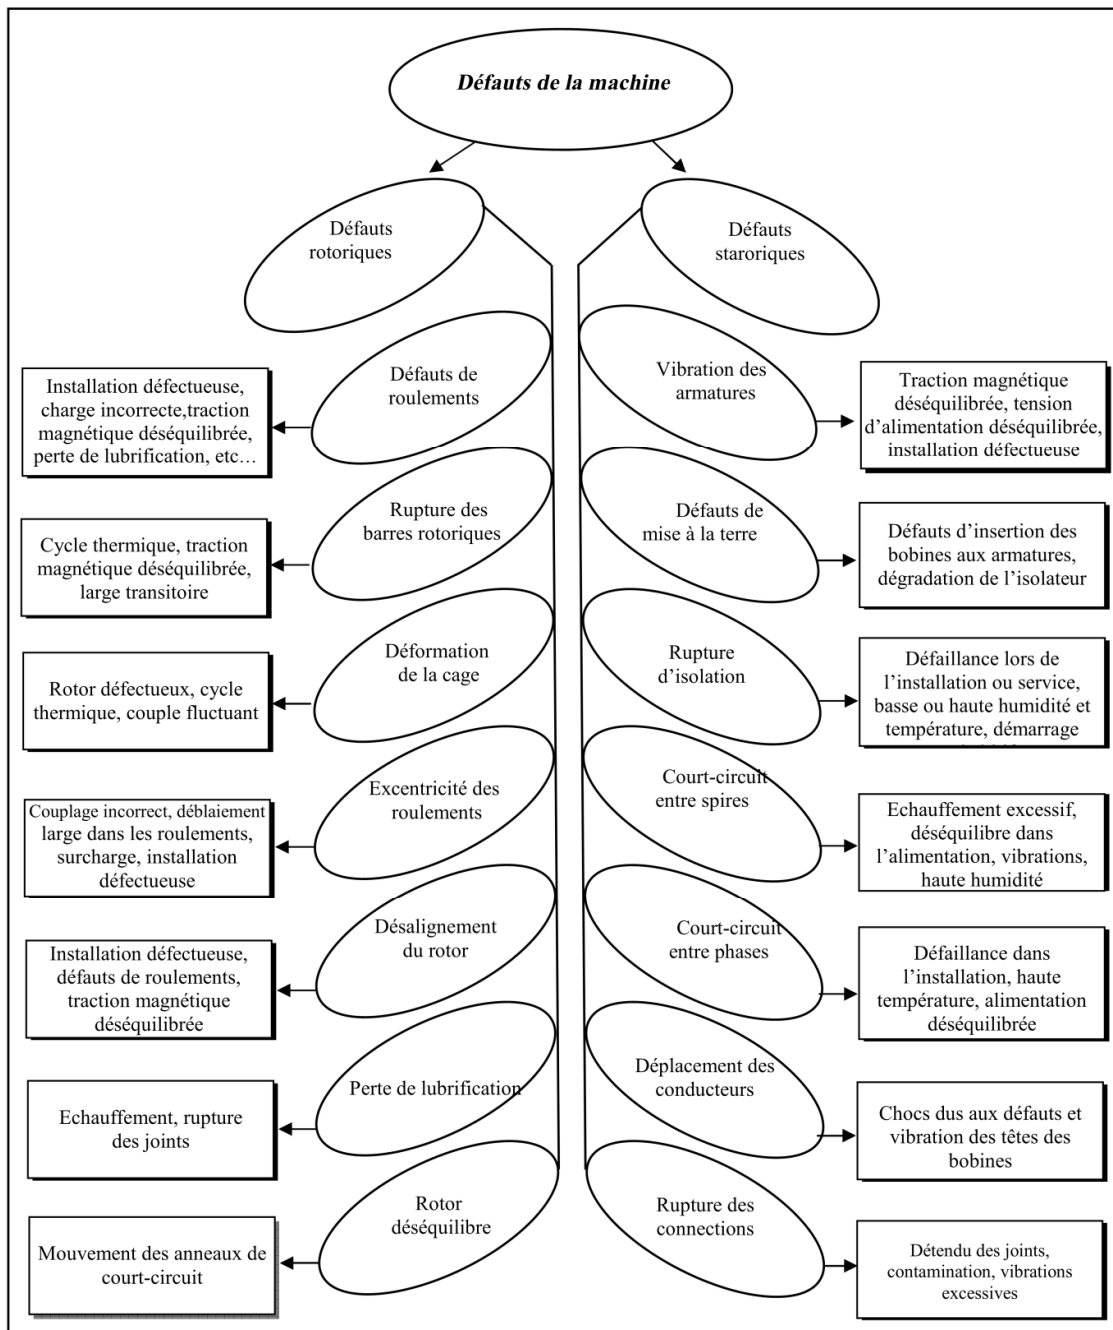 Défauts de la machine
Défauts
rotoriques
Défauts
staroriques
Défauts de
roulements
Vibration des
armatures
Installation défectueuse,
charge incorrecte,traction
magnétique déséquilibrée,
perte de lubrification, etc…
Traction magnétique
déséquilibrée, tension
d’alimentation déséquilibrée,
installation défectueuse
Rupture des
barres rotoriques
Défauts de
mise à la terre
Cycle thermique, traction
magnétique déséquilibrée,
large transitoire
Défauts d’insertion des
bobines aux armatures,
dégradation de l’isolateur
Déformation
de la cage
Rupture
d’isolation
Rotor défectueux, cycle
thermique, couple fluctuant
Défaillance lors de
l’installation ou service,
basse ou haute humidité et
température, démarrage
Excentricité des
roulements
Court-circuit
entre spires
Couplage incorrect, déblaiement
large dans les roulements,
surcharge, installation
défectueuse
Echauffement excessif,
déséquilibre dans
l’alimentation, vibrations,
haute humidité
Désalignement
du rotor
Court-circuit
entre phases
Installation défectueuse,
défauts de roulements,
traction magnétique
déséquilibrée
Défaillance dans
l’installation, haute
température, alimentation
déséquilibrée
Perte de lubrification
Déplacement des
conducteurs
Echauffement, rupture
des joints
Chocs dus aux défauts et
vibration des têtes des
bobines
Rotor
déséquilibre
Rupture des
connections
Mouvement des anneaux de
court-circuit
Détendu des joints,
contamination, vibrations
excessives